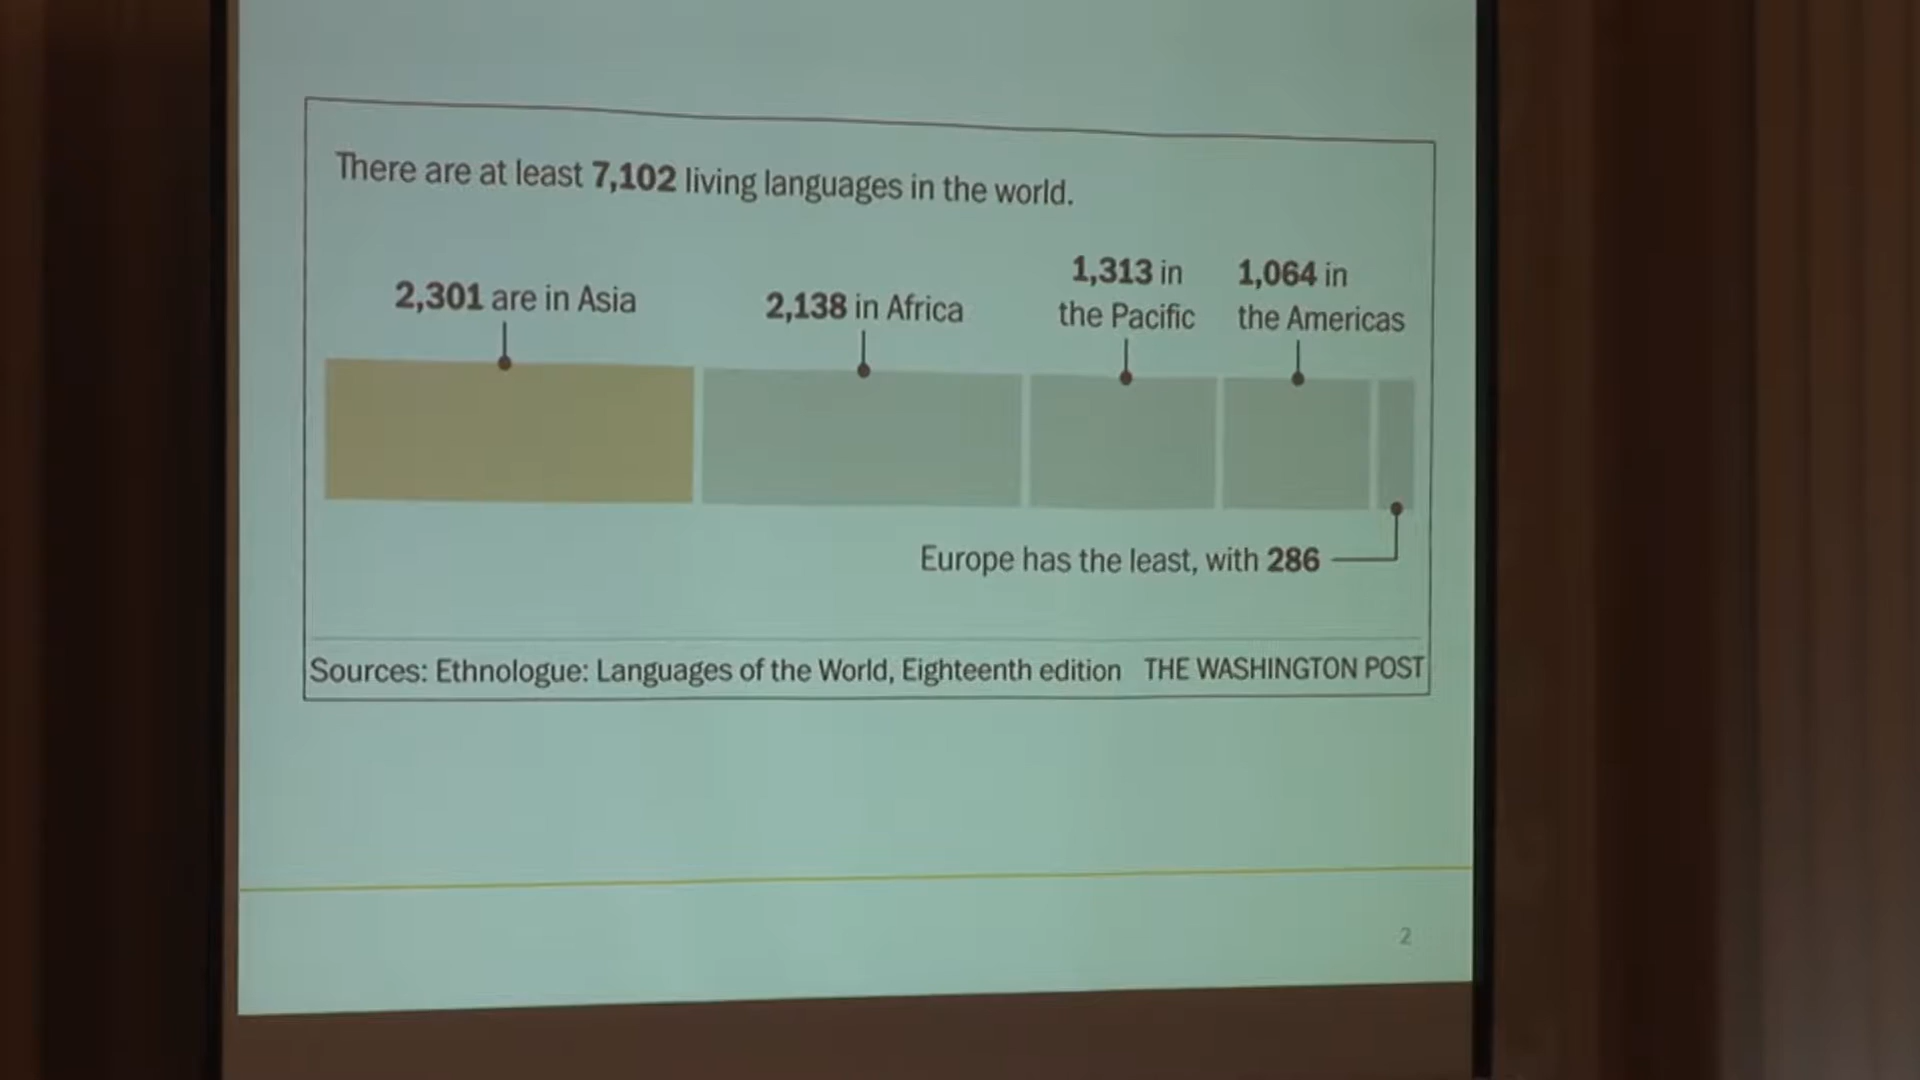 There are at least 7,102 living languages in the world.
2,301 are in Asia
2,138 in Africa
1,313 in
the Pacific
1,064 in
the Americas
Europe has the least, with 286
Sources: Ethnologue: Languages of the World, Eighteenth edition THE WASHINGTON POST
2